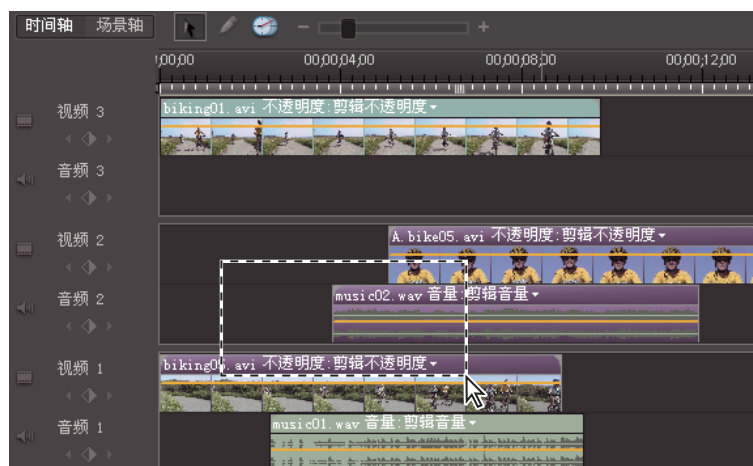 时间轴 场景轴
;00;00 00;00;04;00 00;00;08;00 00;00;12;00
视频 3
biking01.avi 不透明度:剪辑不透明度
音频 3
视频 2
A.bike05.avi 不透明度:剪辑不透明度
音频 2
music02.wav 音量:剪辑音量
视频 1
biking05.avi 不透明度:剪辑不透明度
音频 1
music01.wav 音量:剪辑音量